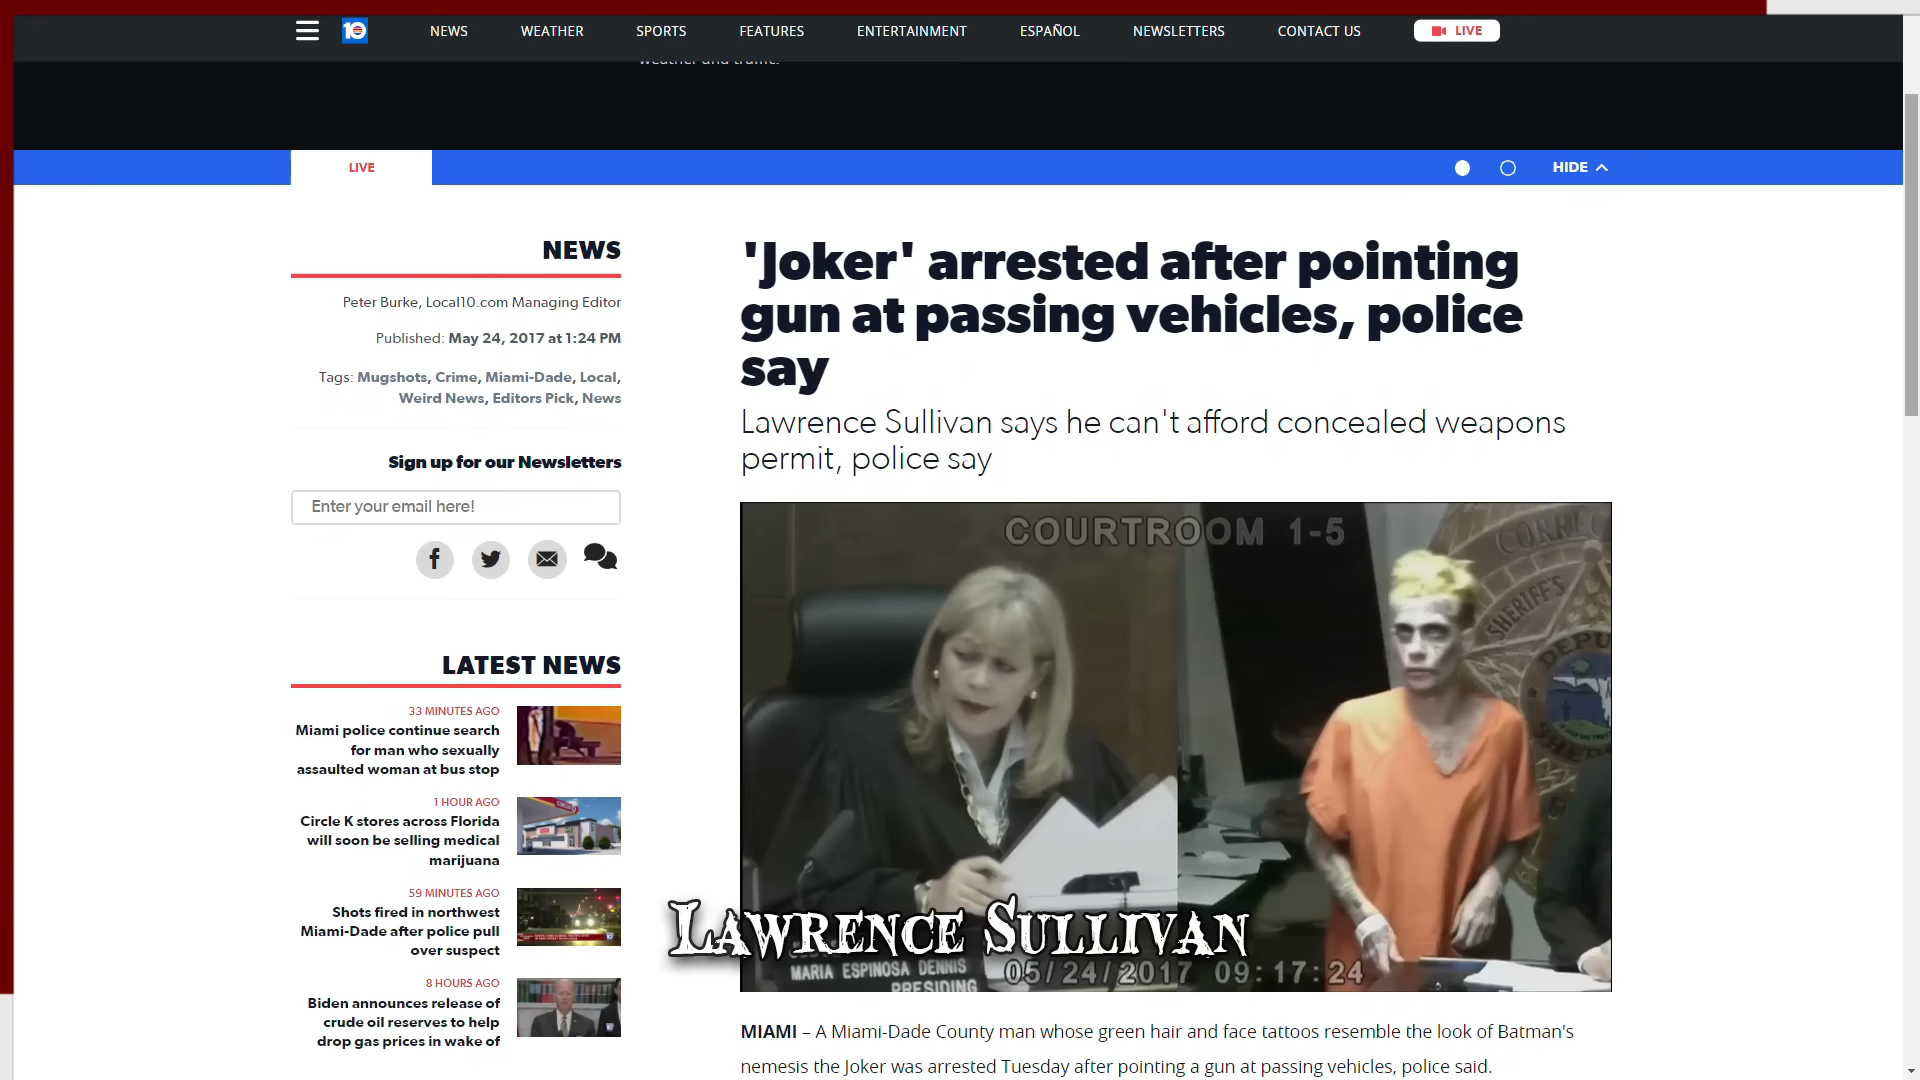 10
NEWS
WEATHER
SPORTS
FEATURES
ENTERTAINMENT
ESPAÑOL
NEWSLETTERS
CONTACT US
LIVE
weather and traffic.
LIVE
HIDE
NEWS
Peter Burke, Local10.com Managing Editor
Published: May 24, 2017 at 1:24 PM
Tags: Mugshots, Crime, Miami-Dade, Local,
Weird News, Editors Pick, News
Sign up for our Newsletters
Enter your email here!
LATEST NEWS
33 MINUTES AGO
Miami police continue search
for man who sexually
assaulted woman at bus stop
1 HOUR AGO
Circle K stores across Florida
will soon be selling medical
marijuana
59 MINUTES AGO
Shots fired in northwest
Miami-Dade after police pull
over suspect
8 HOURS AGO
Biden announces release of
crude oil reserves to help
drop gas prices in wake of
'Joker' arrested after pointing
gun at passing vehicles, police
say
Lawrence Sullivan says he can't afford concealed weapons
permit, police say
COURTROOM 1-5
SHERIFF'S
LAWRENCE SULLIVAN
MARIA ESPINOSA DENNIS
PRESIDING
05/24/2017 09:17:24
MIAMI – A Miami-Dade County man whose green hair and face tattoos resemble the look of Batman's
nemesis the Joker was arrested Tuesday after pointing a gun at passing vehicles, police said.